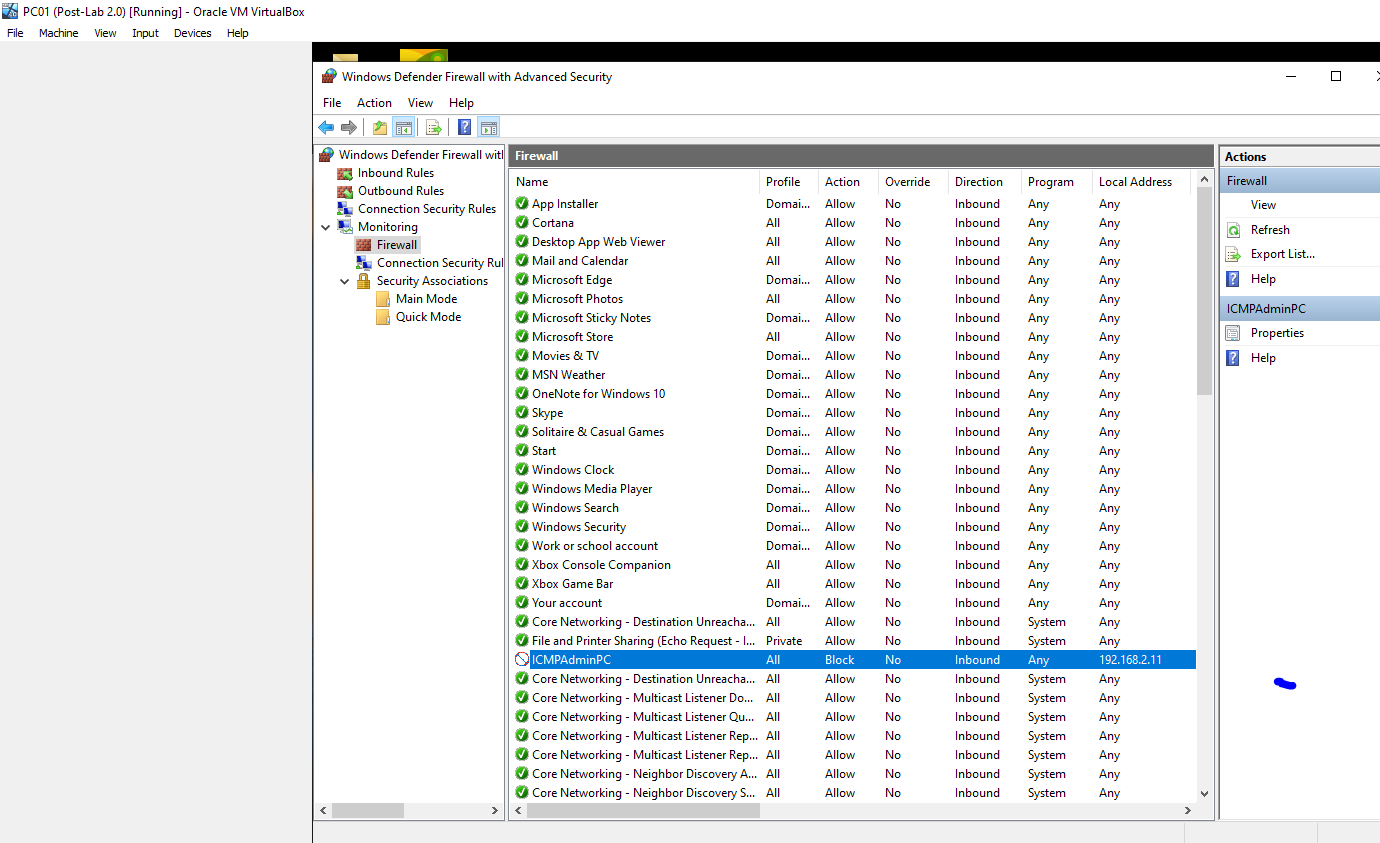 PC01 (Post-Lab 2.0) [Running] - Oracle VM VirtualBox
File Machine View Input Devices Help
Windows Defender Firewall with Advanced Security
File Action View Help
Windows Defender Firewall with
Inbound Rules
Outbound Rules
Connection Security Rules
Monitoring
Firewall
Connection Security Rul
Security Associations
Main Mode
Quick Mode
Firewall
Name Profile Action Override Direction Program Local Address
App Installer Domai... Allow No Inbound Any Any
Cortana All Allow No Inbound Any Any
Desktop App Web Viewer All Allow No Inbound Any Any
Mail and Calendar All Allow No Inbound Any Any
Microsoft Edge Domai... Allow No Inbound Any Any
Microsoft Photos All Allow No Inbound Any Any
Microsoft Sticky Notes Domai... Allow No Inbound Any Any
Microsoft Store All Allow No Inbound Any Any
Movies & TV Domai... Allow No Inbound Any Any
MSN Weather Domai... Allow No Inbound Any Any
OneNote for Windows 10 Domai... Allow No Inbound Any Any
Skype Domai... Allow No Inbound Any Any
Solitaire & Casual Games Domai... Allow No Inbound Any Any
Start Domai... Allow No Inbound Any Any
Windows Clock Domai... Allow No Inbound Any Any
Windows Media Player Domai... Allow No Inbound Any Any
Windows Search Domai... Allow No Inbound Any Any
Windows Security Domai... Allow No Inbound Any Any
Work or school account Domai... Allow No Inbound Any Any
Xbox Console Companion All Allow No Inbound Any Any
Xbox Game Bar All Allow No Inbound Any Any
Your account Domai... Allow No Inbound Any Any
Core Networking - Destination Unreacha... All Allow No Inbound System Any
File and Printer Sharing (Echo Request - I... Private Allow No Inbound System Any
ICMPAdminPC All Block No Inbound Any 192.168.2.11
Core Networking - Destination Unreacha... All Allow No Inbound System Any
Core Networking - Multicast Listener Do... All Allow No Inbound System Any
Core Networking - Multicast Listener Qu... All Allow No Inbound System Any
Core Networking - Multicast Listener Rep... All Allow No Inbound System Any
Core Networking - Multicast Listener Rep... All Allow No Inbound System Any
Core Networking - Neighbor Discovery A... All Allow No Inbound System Any
Core Networking - Neighbor Discovery S... All Allow No Inbound System Any
Actions
Firewall
View
Refresh
Export List...
Help
ICMPAdminPC
Properties
Help